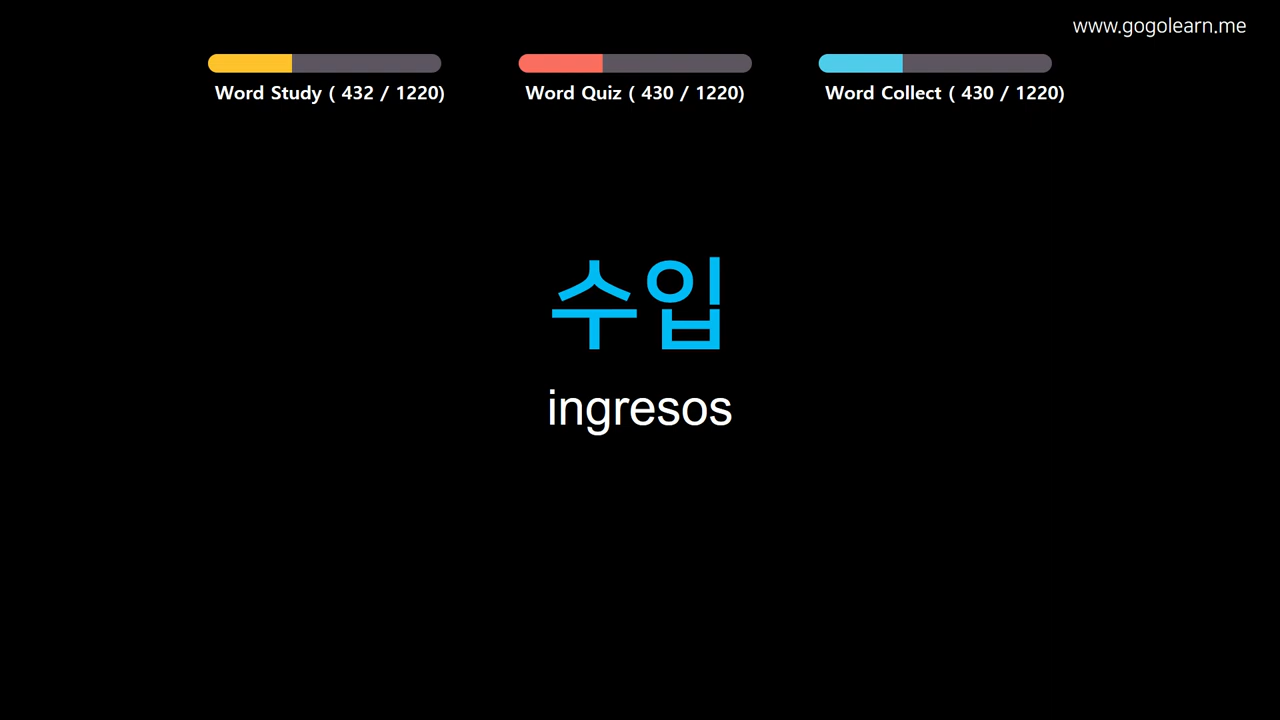 www.gogolearn.me
Word Study ( 432 / 1220)
Word Quiz ( 430 / 1220)
Word Collect ( 430 / 1220)
수입
ingresos